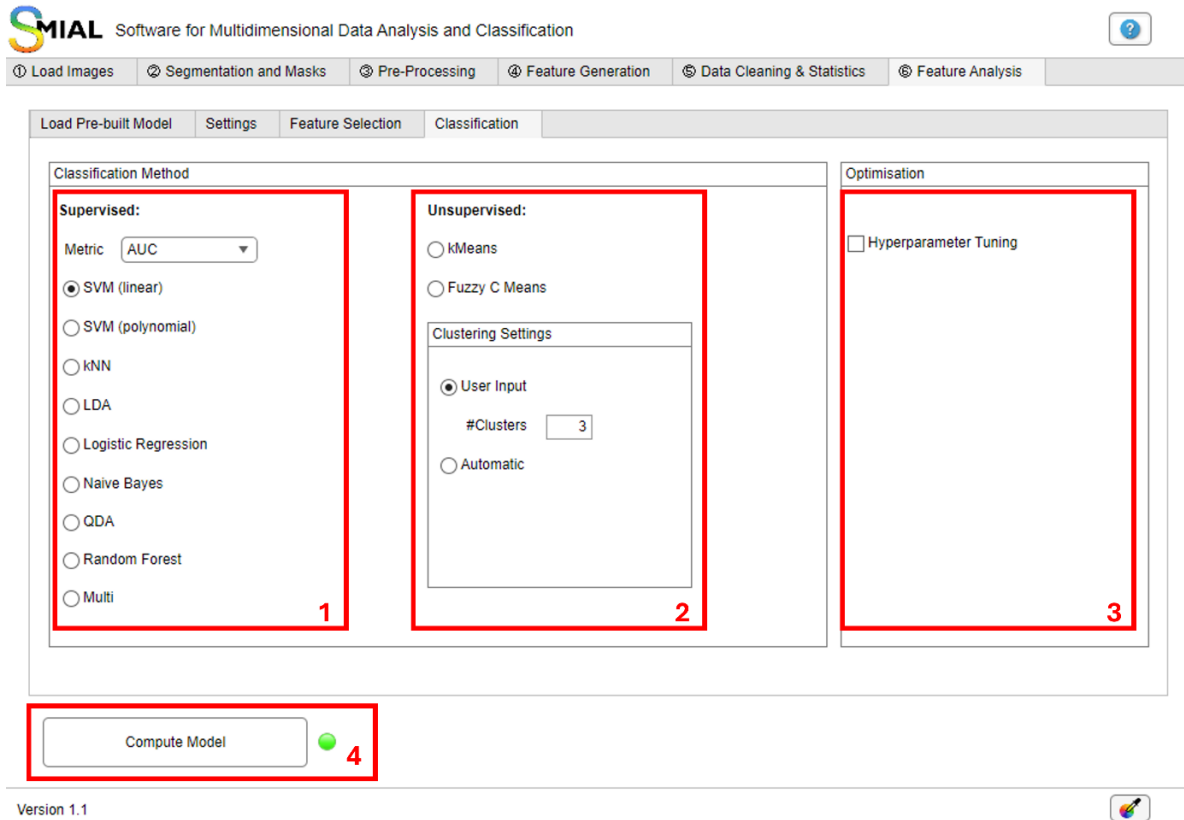 SMIAL Software for Multidimensional Data Analysis and Classification
?
① Load Images ② Segmentation and Masks ③ Pre-Processing ④ Feature Generation ⑤ Data Cleaning & Statistics ⑥ Feature Analysis
Load Pre-built Model Settings Feature Selection Classification
Classification Method
Supervised:
Metric AUC
SVM (linear)
SVM (polynomial)
kNN
LDA
Logistic Regression
Naive Bayes
QDA
Random Forest
Multi
1
Unsupervised:
kMeans
Fuzzy C Means
Clustering Settings
User Input
#Clusters 3
Automatic
2
Optimisation
Hyperparameter Tuning
3
Compute Model
4
Version 1.1